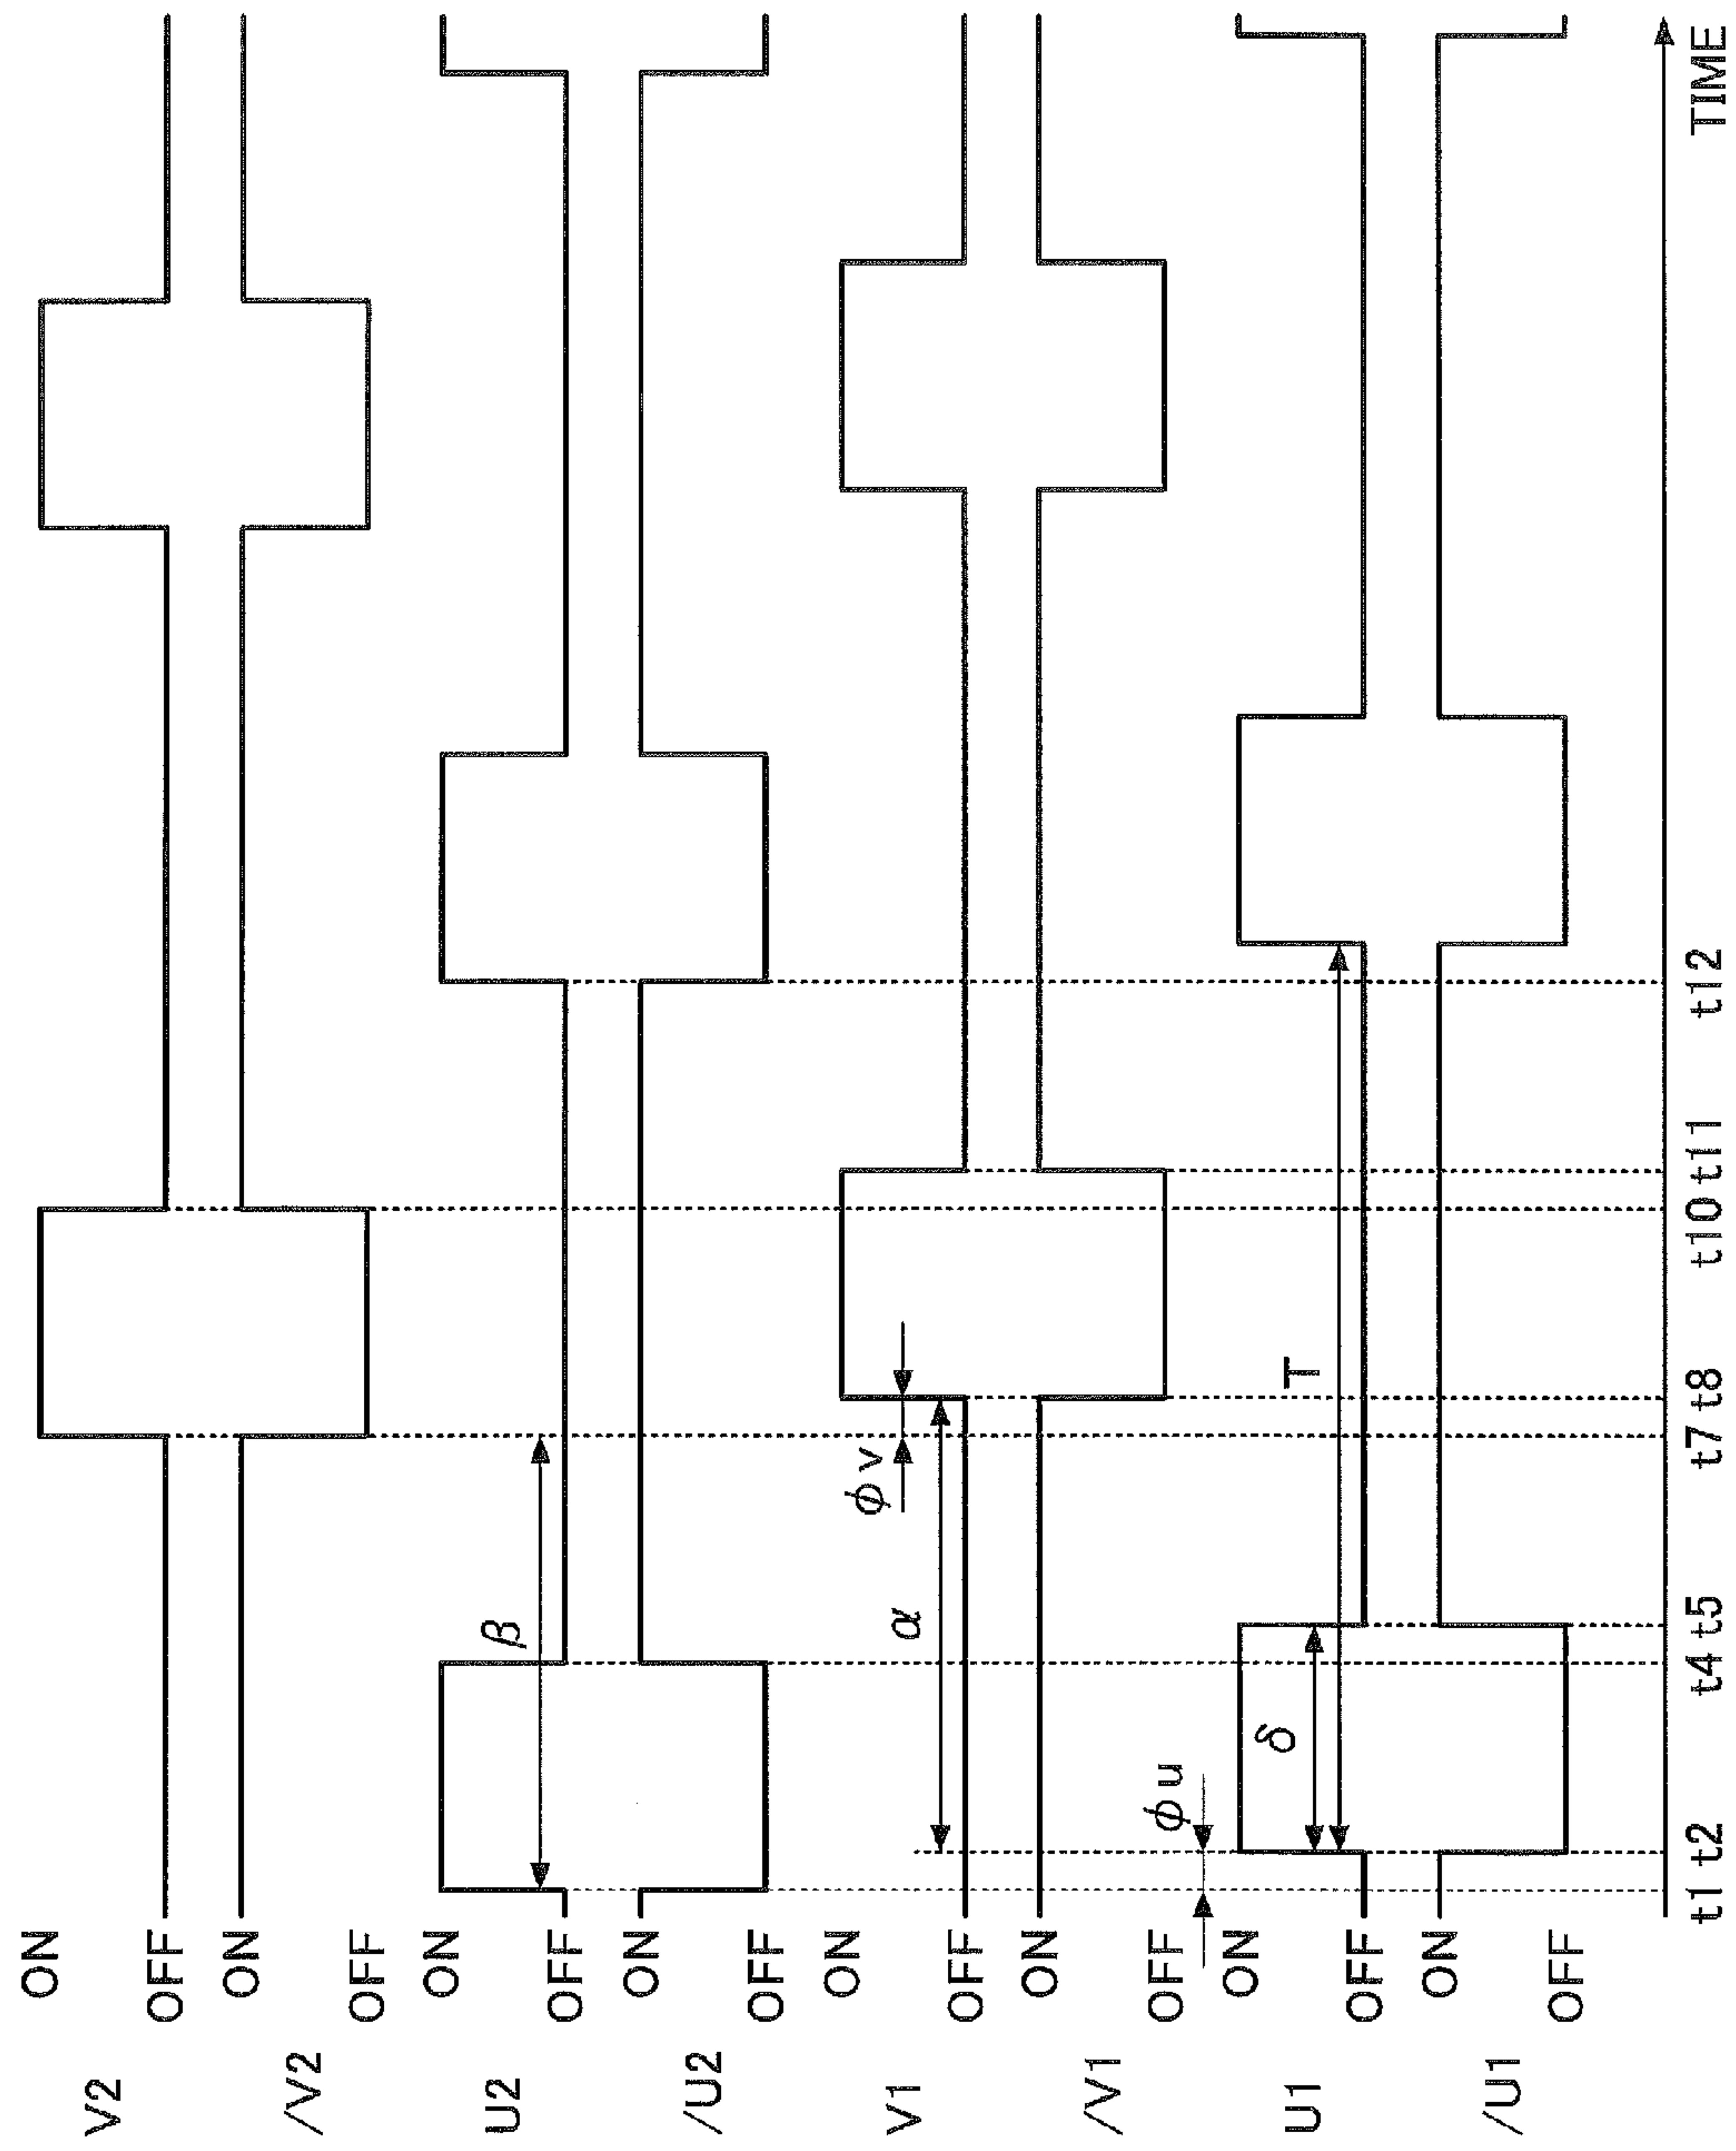 V2
ON
OFF
/V2
ON
OFF
U2
ON
β
OFF
/U2
ON
OFF
V1
ON
ϕv
α
OFF
/V1
ON
OFF
ϕu
U1
ON
δ
T
OFF
/U1
ON
OFF
t1 t2 t4 t5 t7 t8 t10 t11 t12 TIME